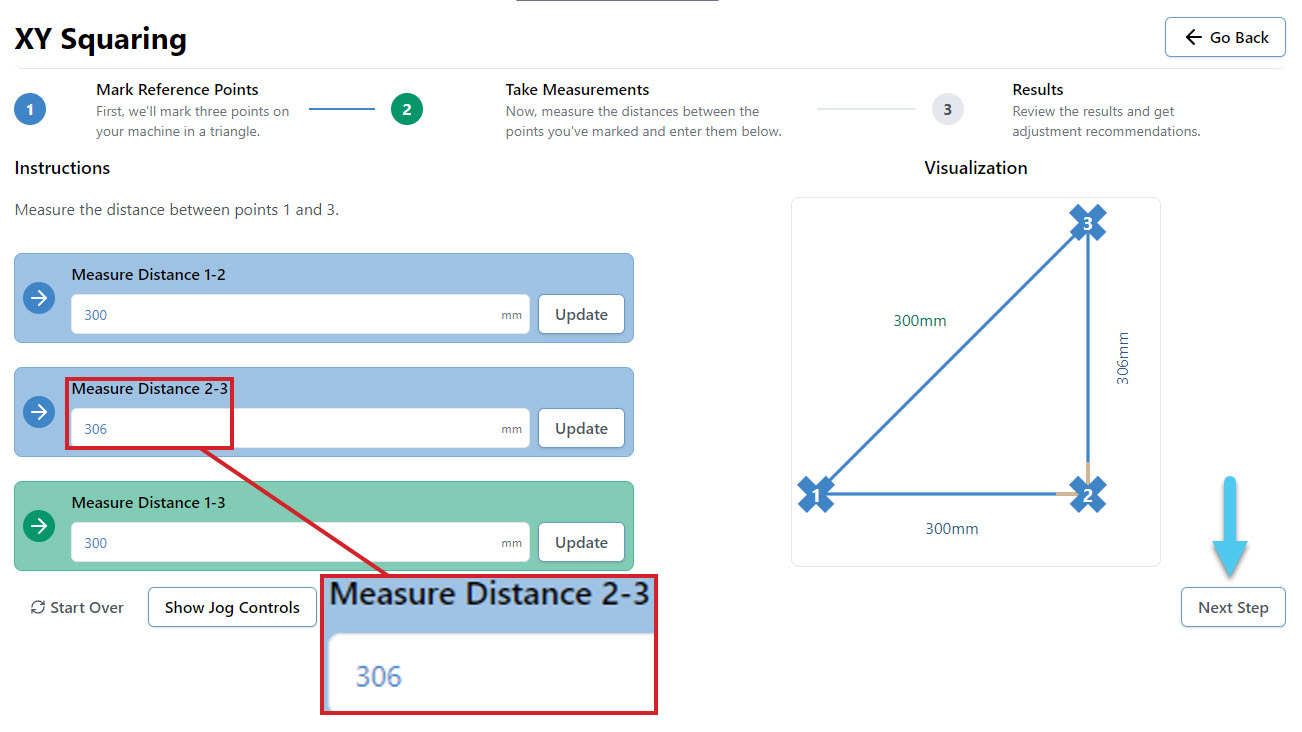 XY Squaring
Go Back
1
Mark Reference Points
First, we'll mark three points on
your machine in a triangle.
2
Take Measurements
Now, measure the distances between the
points you've marked and enter them below.
3
Results
Review the results and get
adjustment recommendations.
Instructions
Measure the distance between points 1 and 3.
Measure Distance 1-2
300 mm Update
Measure Distance 2-3
306 mm Update
Measure Distance 1-3
300 mm Update
Start Over
Show Jog Controls
Measure Distance 2-3
306
Visualization
3
300mm
306mm
1
2
300mm
Next Step